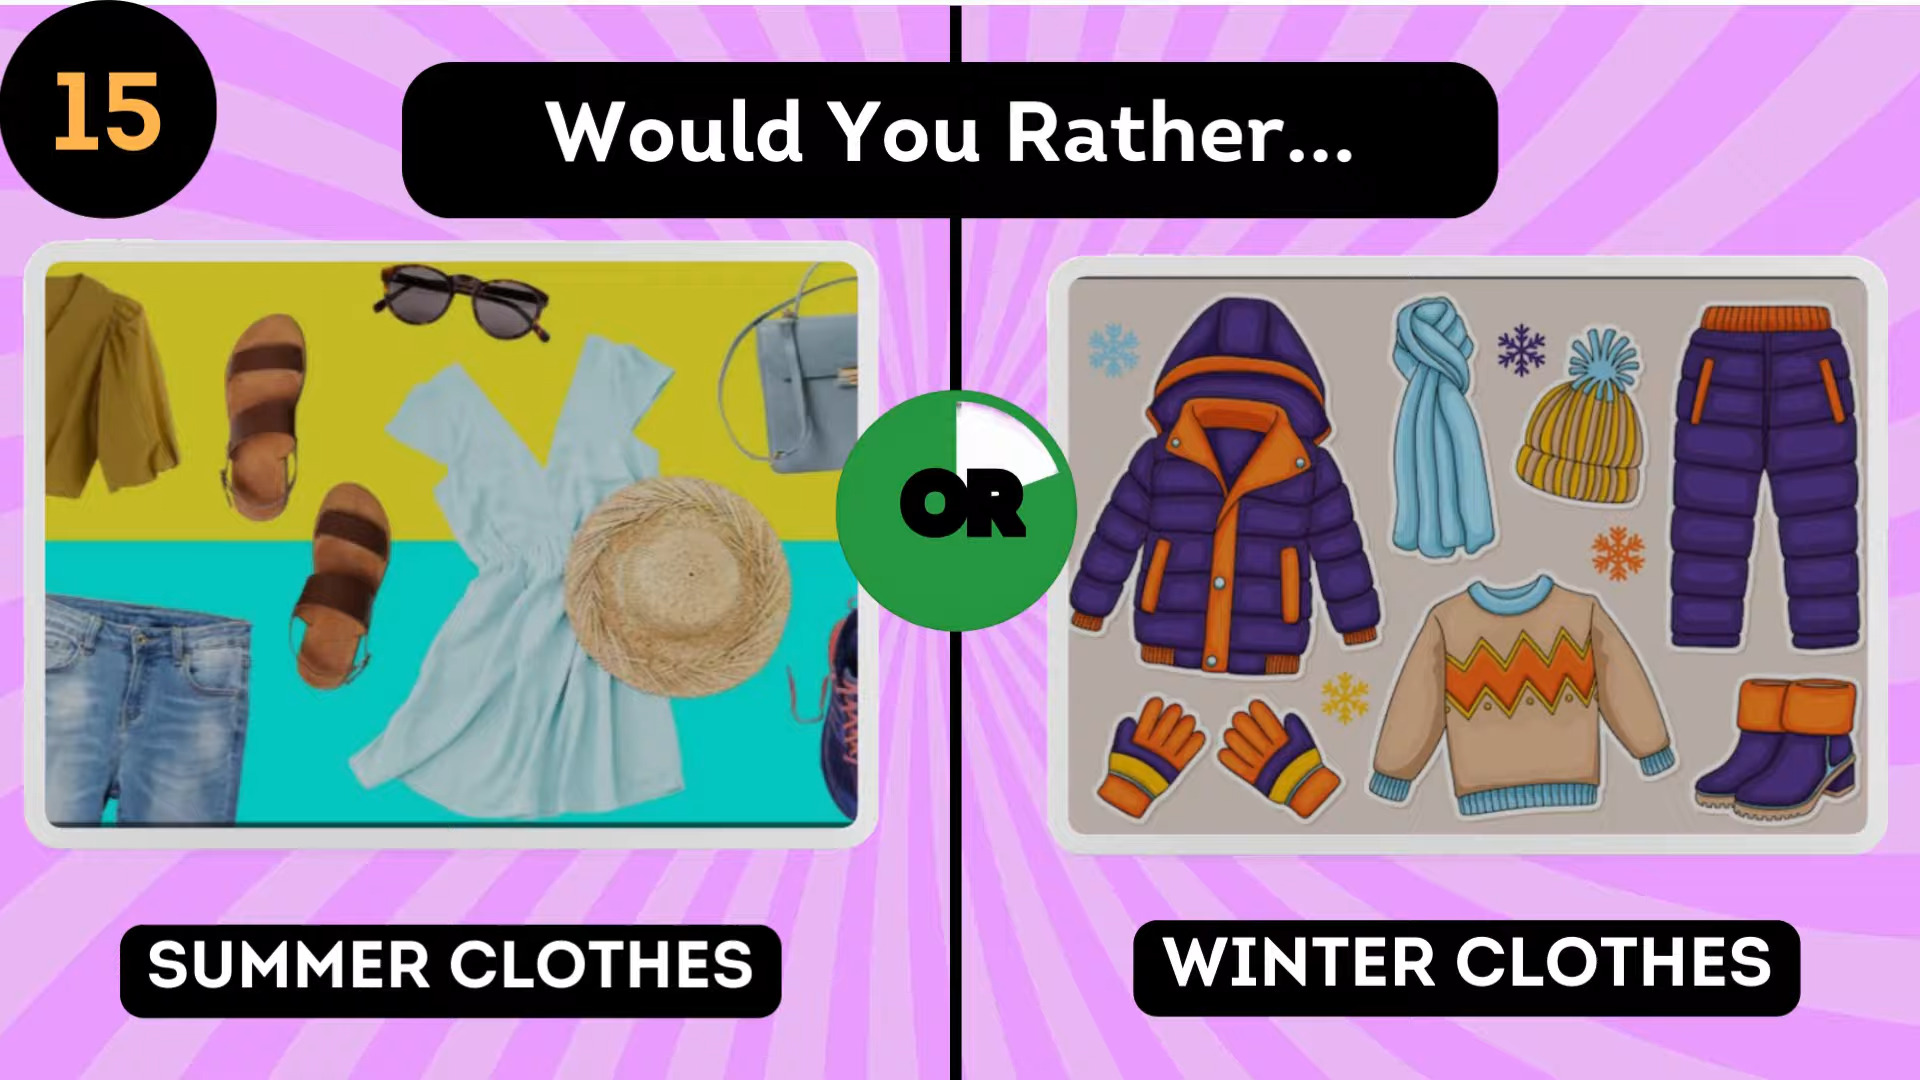 15
Would You Rather...
OR
SUMMER CLOTHES
WINTER CLOTHES